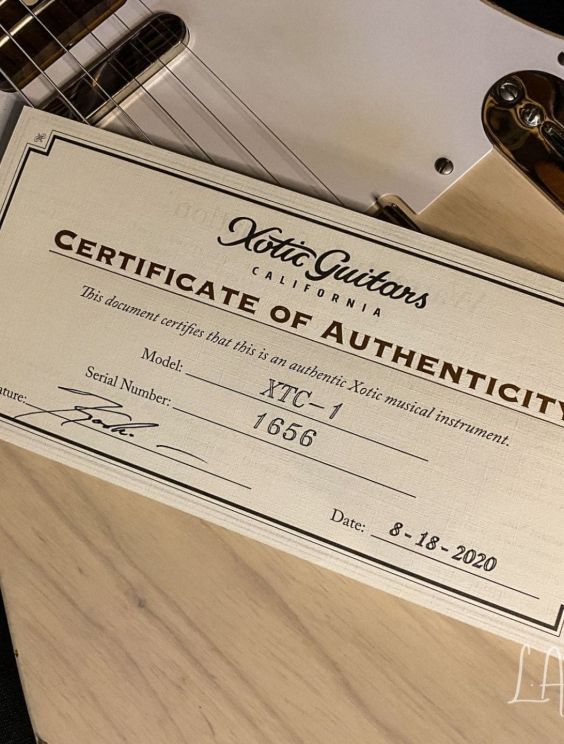 Xotic Guitars
CALIFORNIA
CERTIFICATE OF AUTHENTICITY
This document certifies that this is an authentic Xotic musical instrument.
Model: XTC-1
Serial Number: 1656
Date: 8-18-2020
L.A